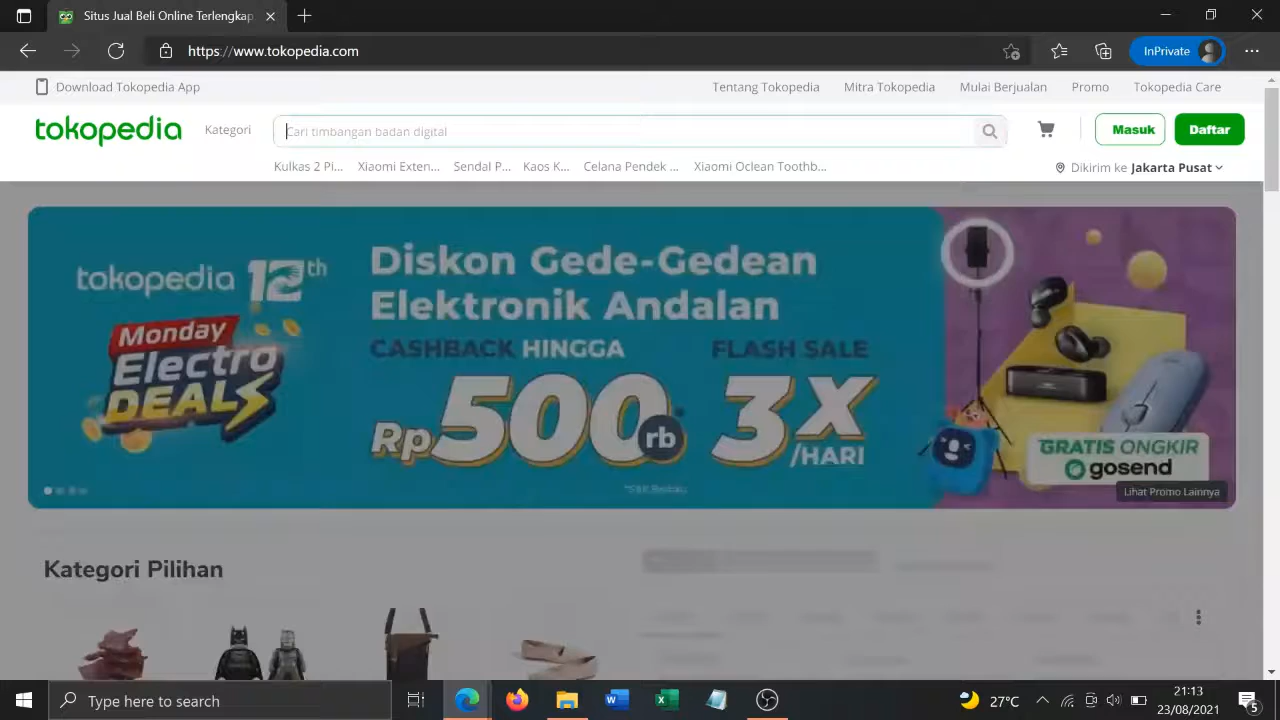 Situs Jual Beli Online Terlengkap
https://www.tokopedia.com
InPrivate
Download Tokopedia App
Tentang Tokopedia
Mitra Tokopedia
Mulai Berjualan
Promo
Tokopedia Care
tokopedia
Kategori
Cari timbangan badan digital
Masuk
Daftar
Kulkas 2 Pi...
Xiaomi Exten...
Sendal P...
Kaos K...
Celana Pendek ...
Xiaomi Oclean Toothb...
Dikirim ke Jakarta Pusat
tokopedia 12th
Monday
Electro
DEALS
Diskon Gede-Gedean
Elektronik Andalan
CASHBACK HINGGA
Rp500rb
FLASH SALE
3X
/HARI
GRATIS ONGKIR
gosend
Lihat Promo Lainnya
Kategori Pilihan
Type here to search
27°C
21:13
23/08/2021
5